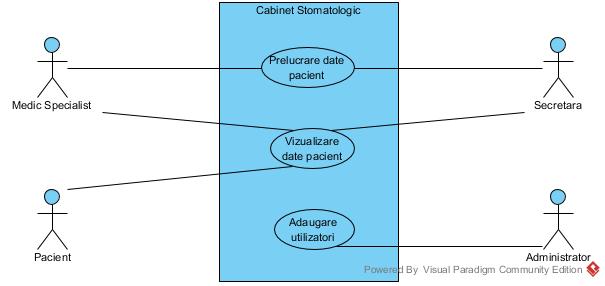 Cabinet Stomatologic
Prelucrare date
pacient
Medic Specialist
Secretara
Vizualizare
date pacient
Adaugare
utilizatori
Pacient
Administrator
Powered By Visual Paradigm Community Edition